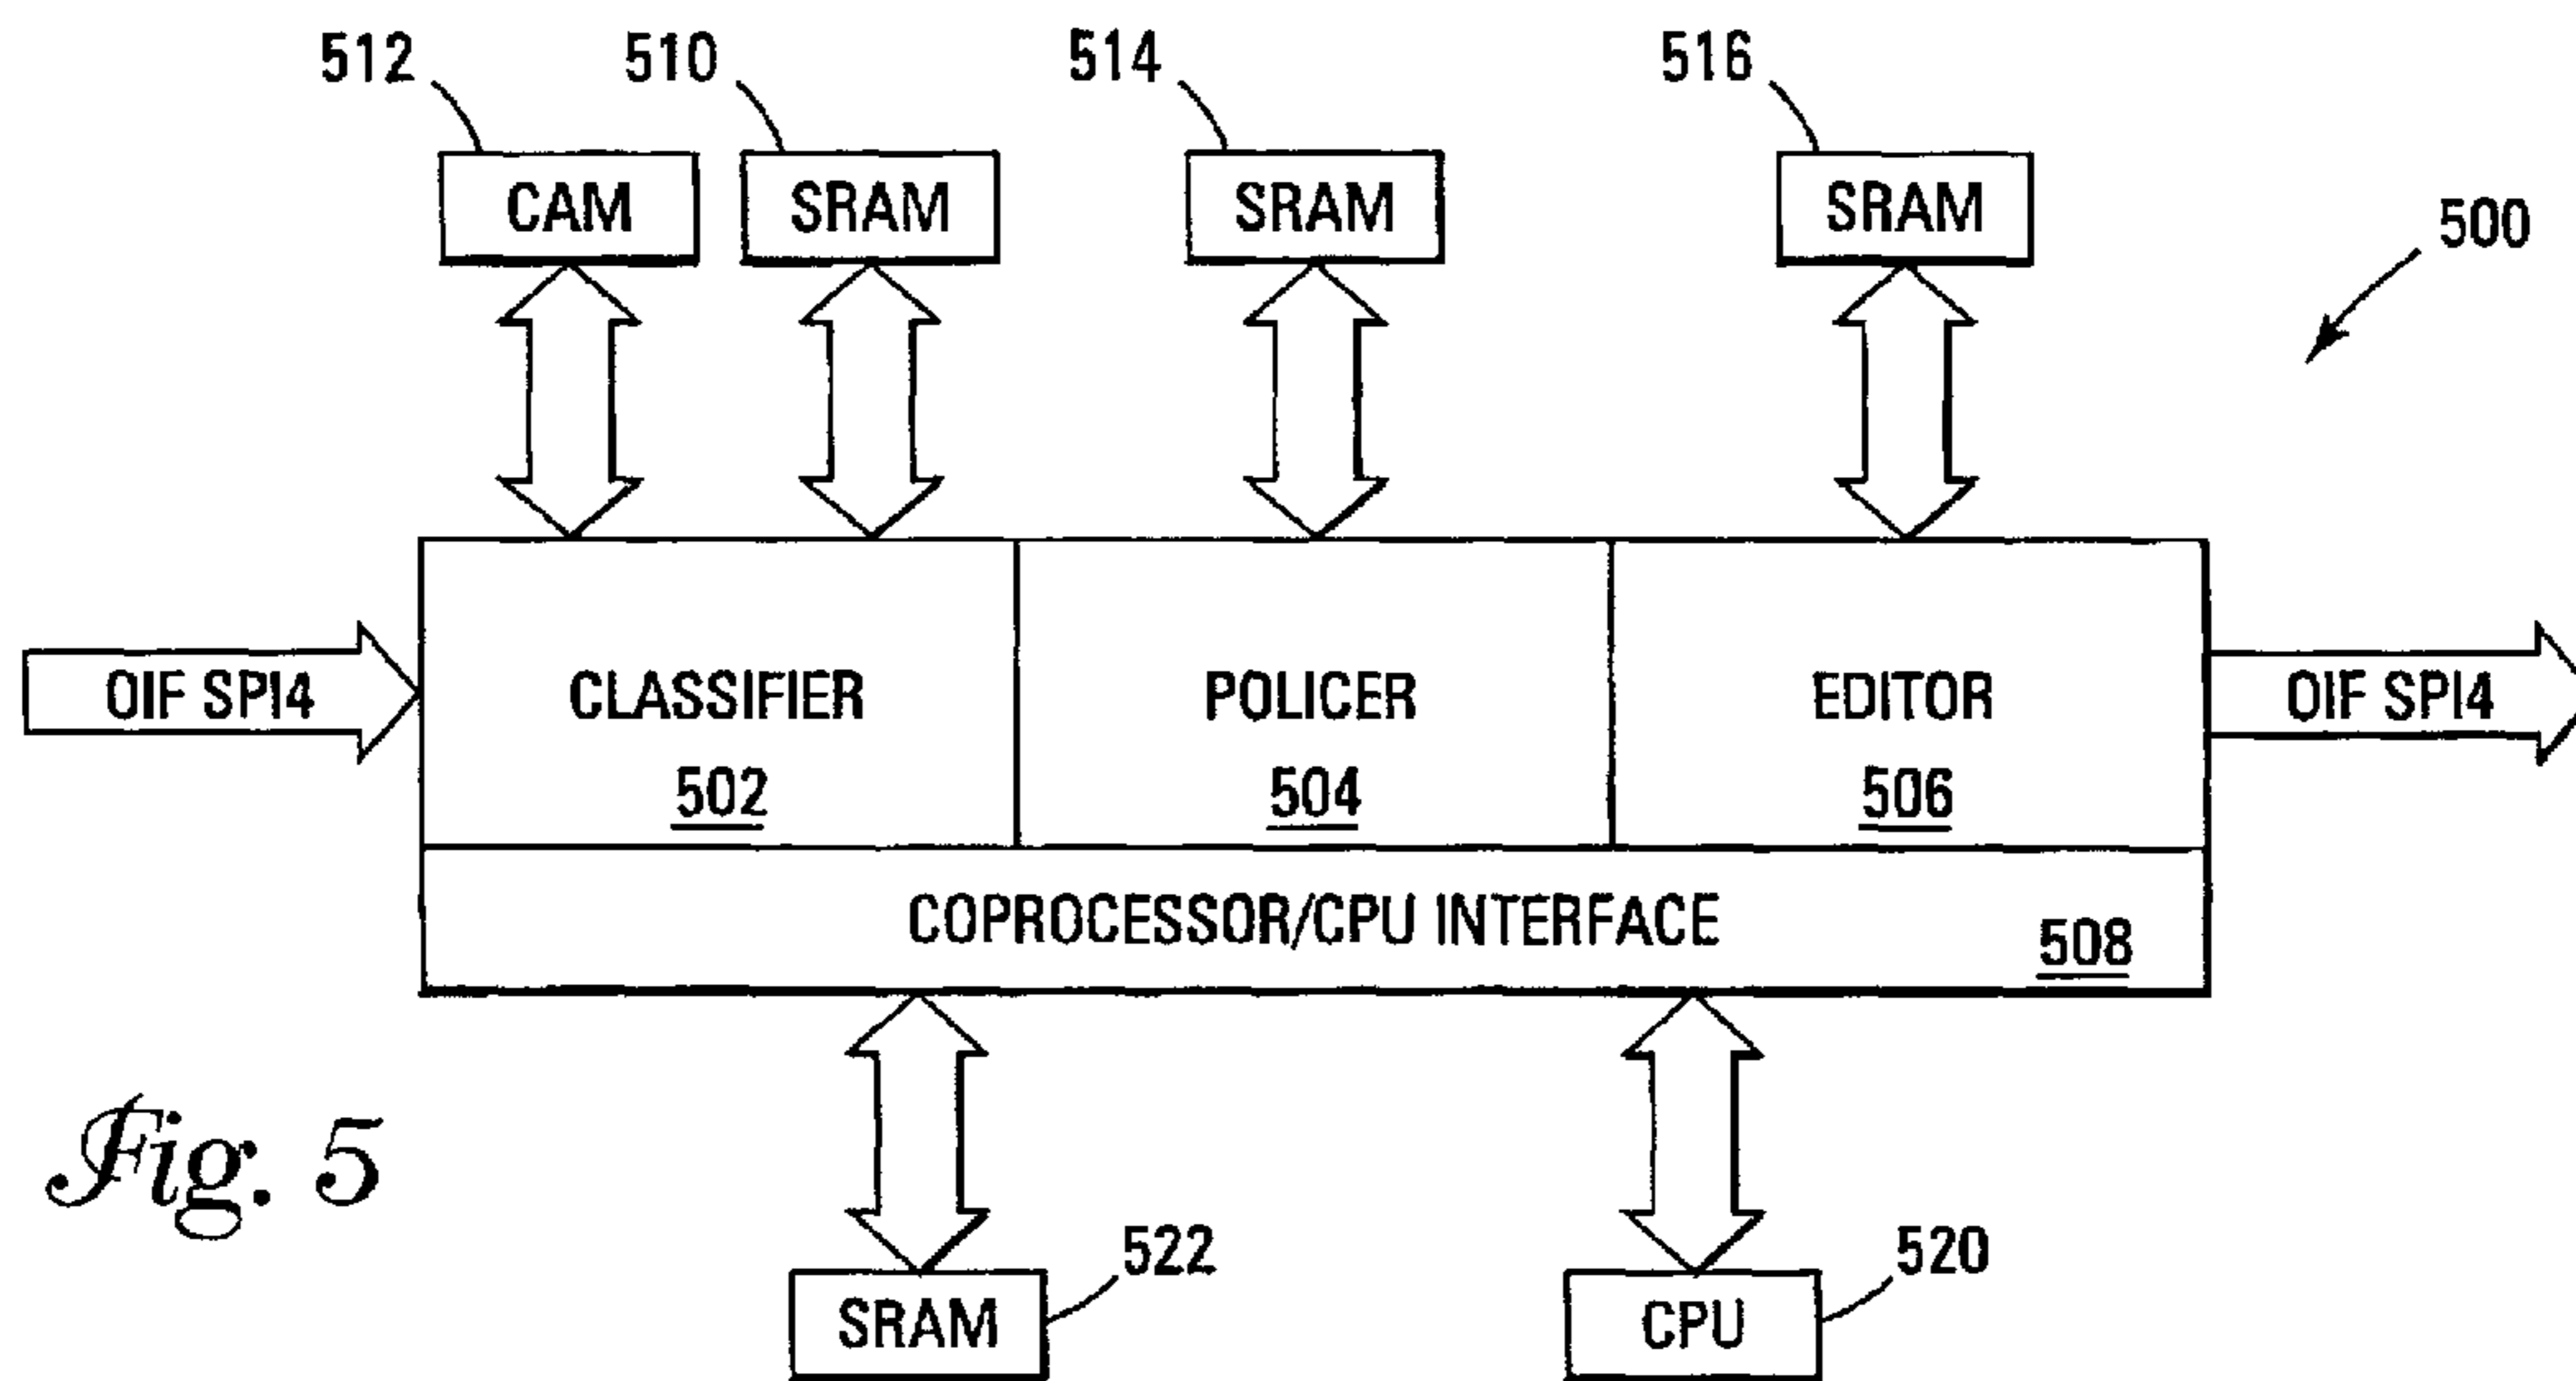 512
510
514
516
CAM
SRAM
SRAM
SRAM
500
OIF SPI4
CLASSIFIER
502
POLICER
504
EDITOR
506
OIF SPI4
COPROCESSOR/CPU INTERFACE
508
SRAM
522
CPU
520
Fig. 5